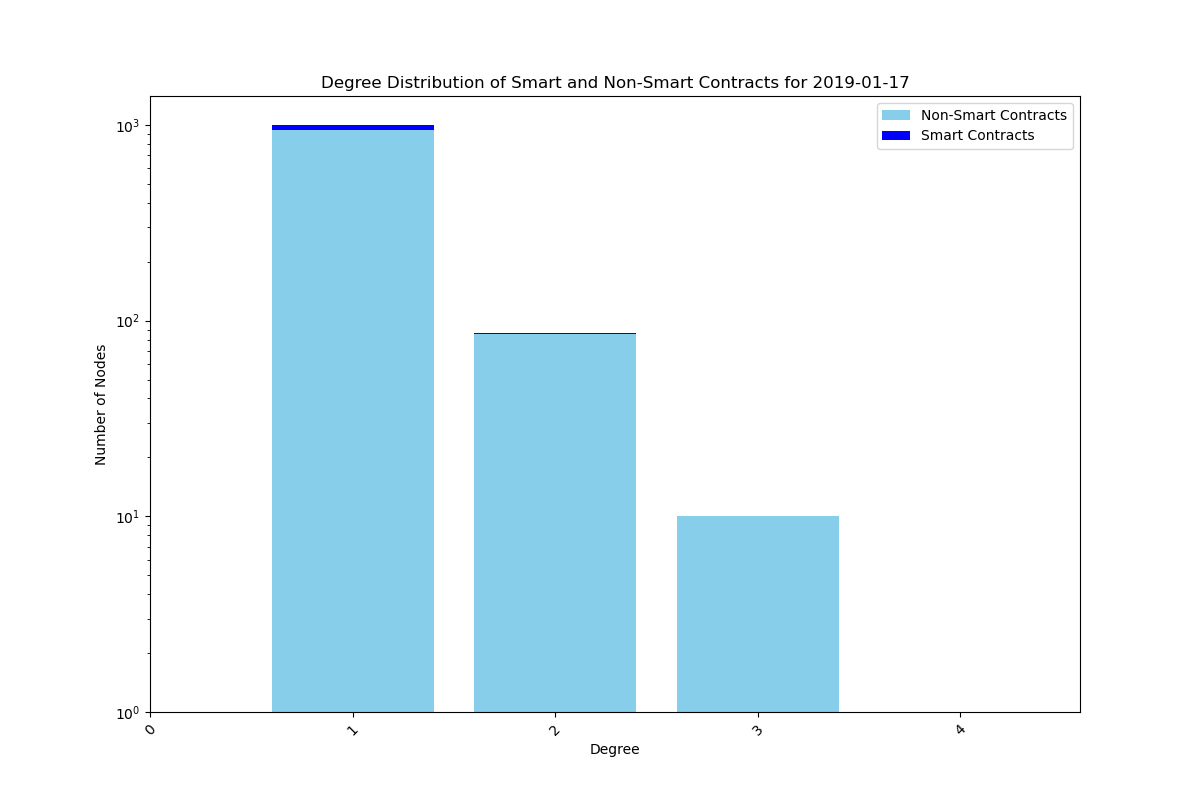 Degree Distribution of Smart and Non-Smart Contracts for 2019-01-17
Non-Smart Contracts
Smart Contracts
10³
10²
10¹
10⁰
Number of Nodes
0 1 2 3 4
Degree